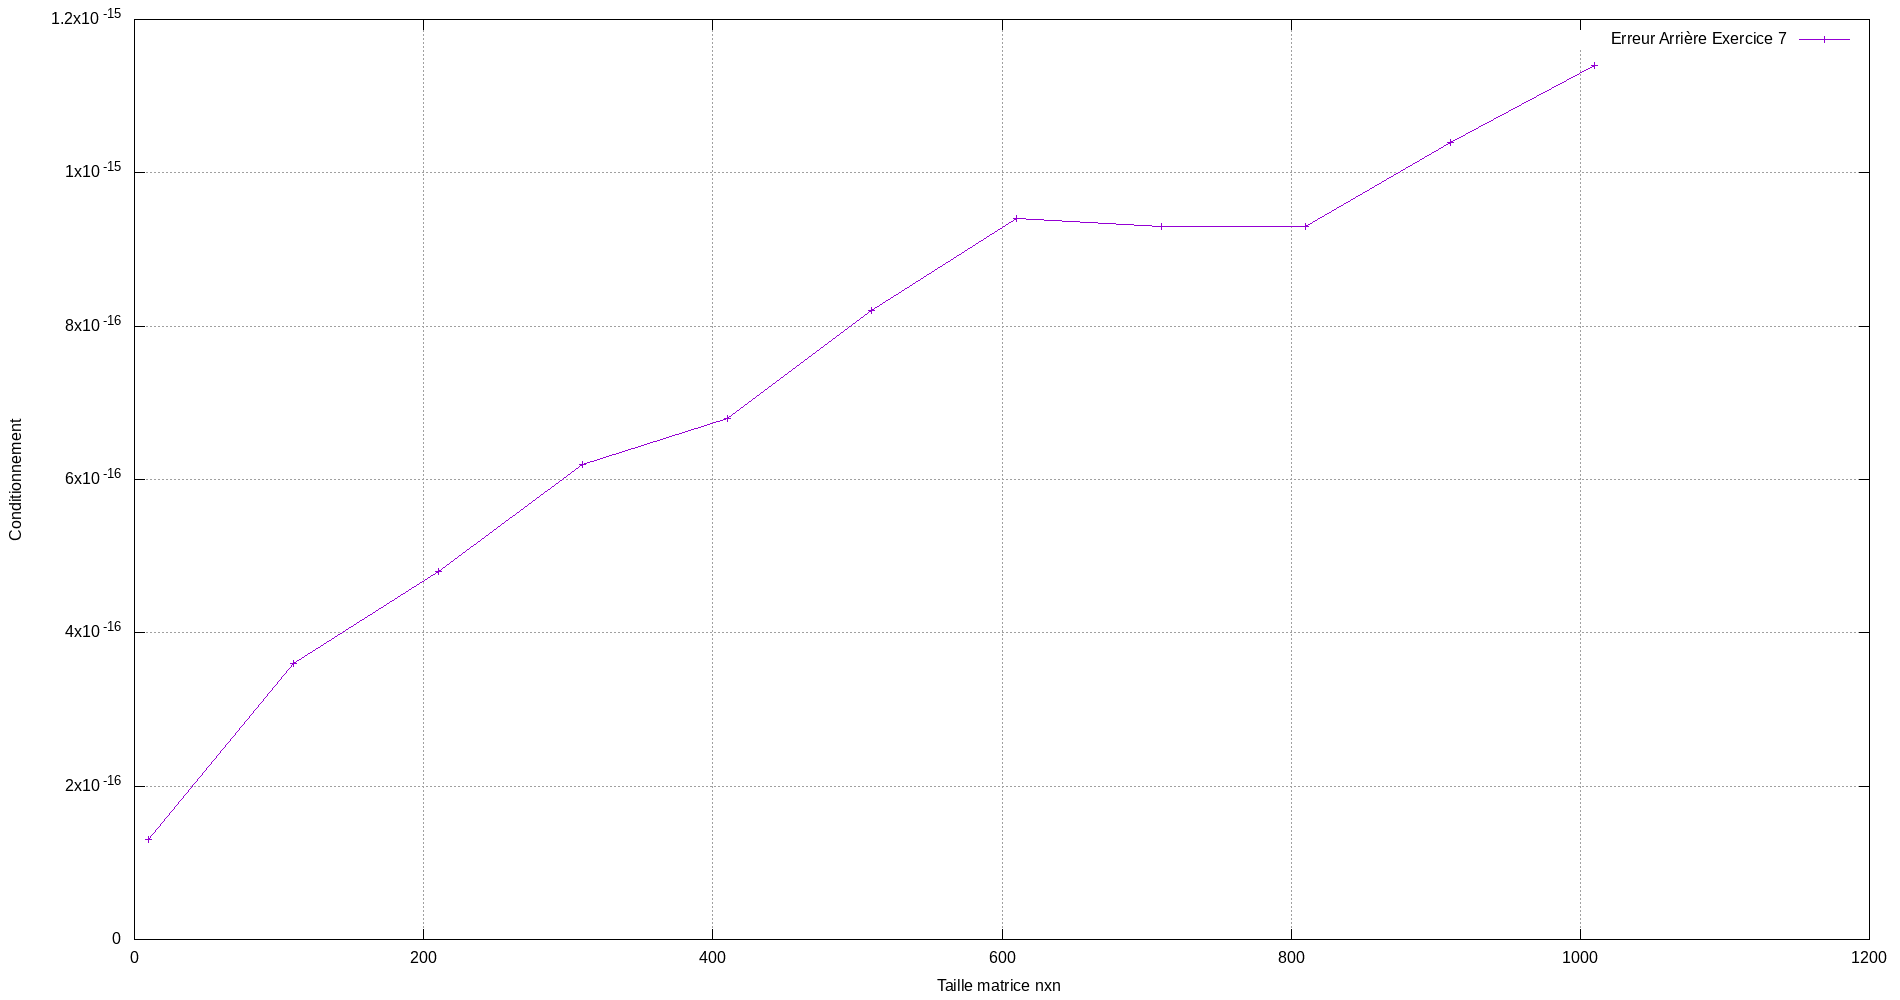 1.2x10 -15
1x10 -15
8x10 -16
6x10 -16
4x10 -16
2x10 -16
0
Conditionnement
Erreur Arrière Exercice 7
0 200 400 600 800 1000 1200
Taille matrice nxn